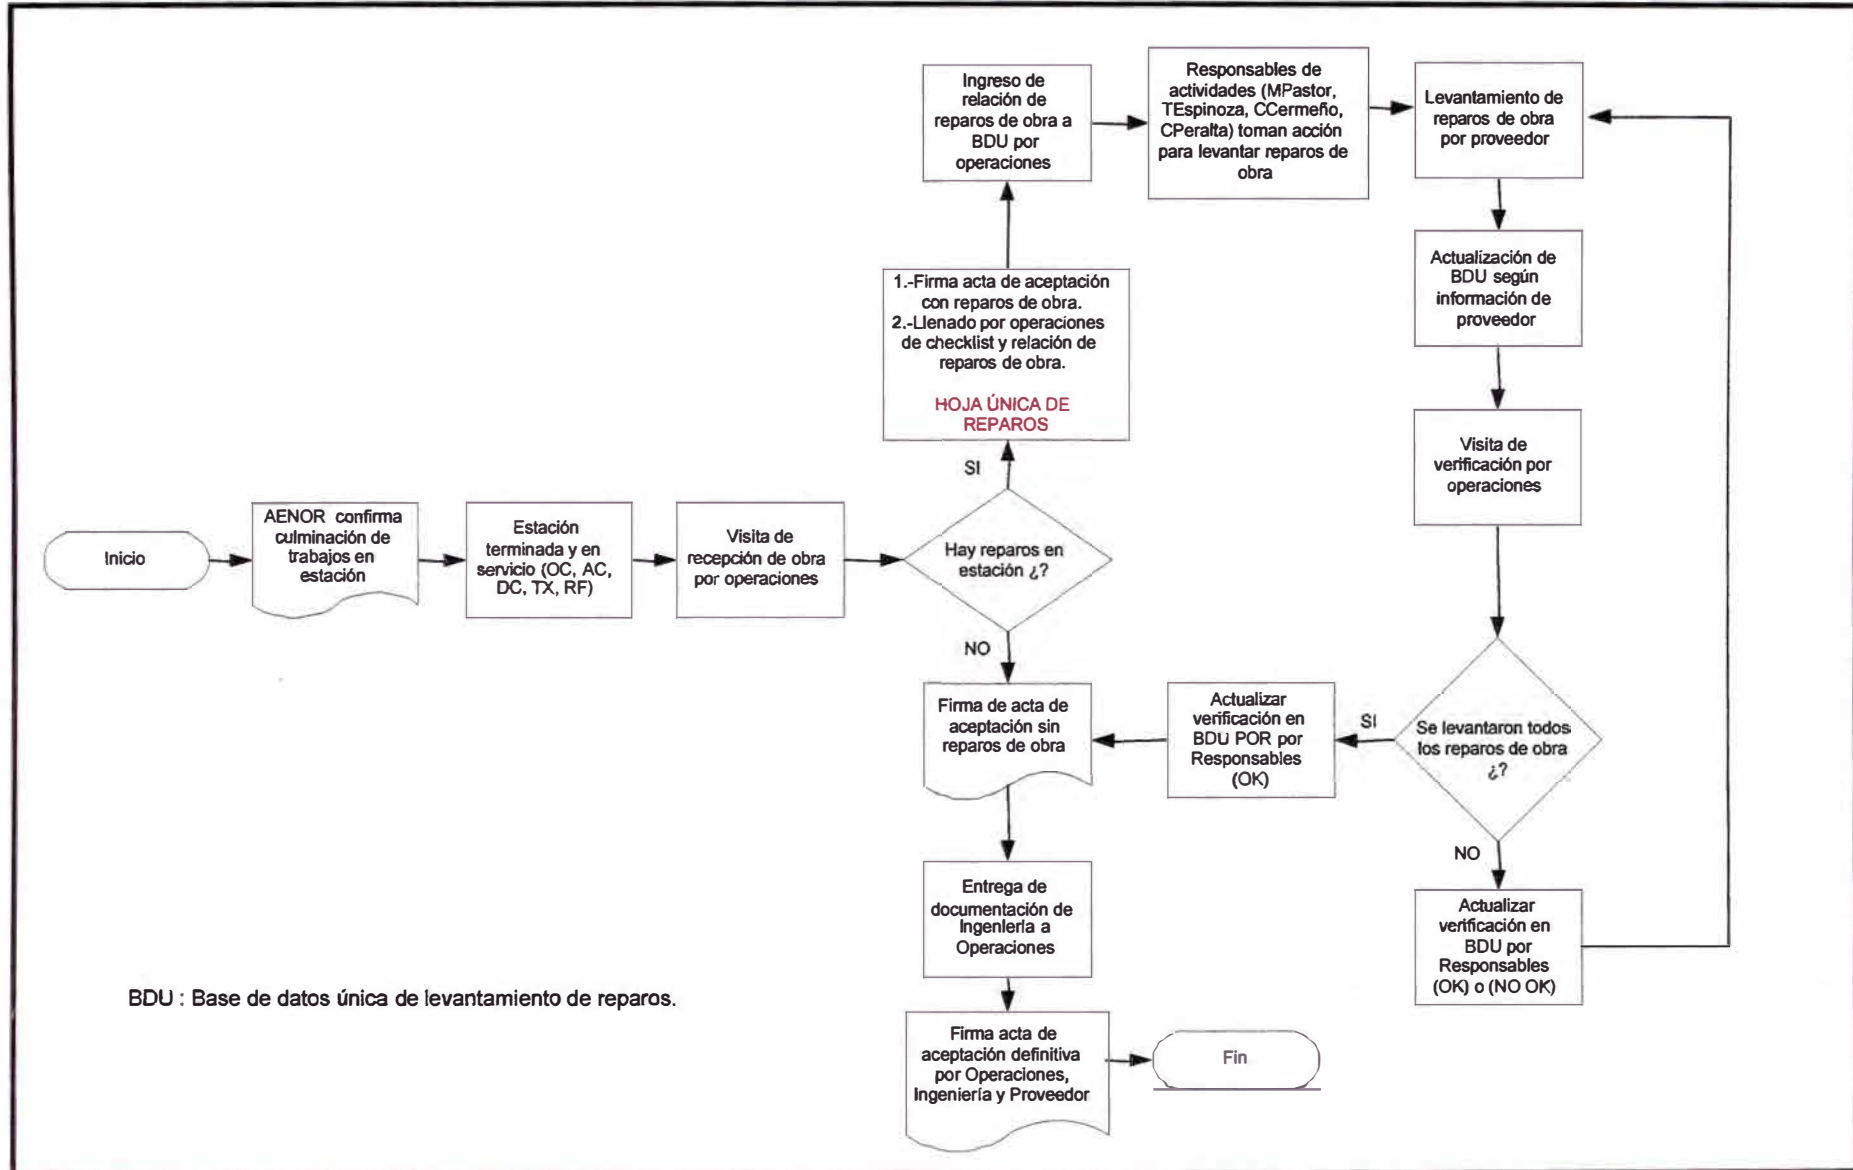 Inicio
AENOR confirma
culminación de
trabajos en
estación
Estación
terminada y en
servicio (OC, AC,
DC, TX, RF)
Visita de
recepción de obra
por operaciones
Hay reparos en
estación ¿?
SI
1.-Firma acta de aceptación
con reparos de obra.
2.-Llenado por operaciones
de checklist y relación de
reparos de obra.
HOJA ÚNICA DE
REPAROS
Ingreso de
relación de
reparos de obra a
BDU por
operaciones
Responsables de
actividades (MPastor,
TEspinoza, CCermeño,
CPeralta) toman acción
para levantar reparos de
obra
Levantamiento de
reparos de obra
por proveedor
Actualización de
BDU según
información de
proveedor
Visita de
verificación por
operaciones
Se levantaron todos
los reparos de obra
¿?
SI
Actualizar
verificación en
BDU POR por
Responsables
(OK)
NO
Actualizar
verificación en
BDU por
Responsables
(OK) o (NO OK)
NO
Firma de acta de
aceptación sin
reparos de obra
Entrega de
documentación de
Ingeniería a
Operaciones
Firma acta de
aceptación definitiva
por Operaciones,
Ingeniería y Proveedor
Fin
BDU : Base de datos única de levantamiento de reparos.